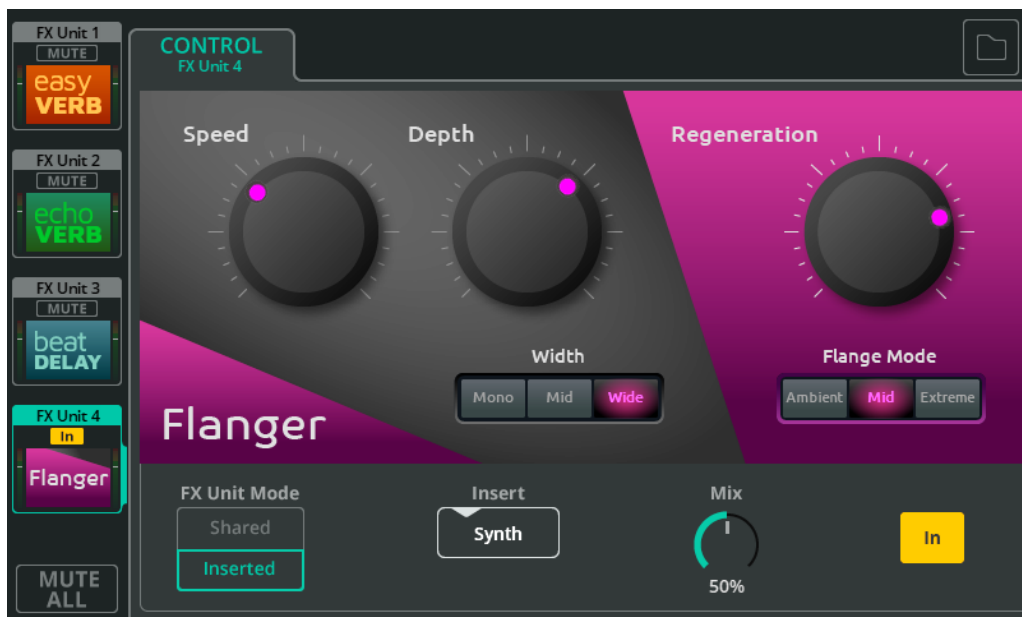 FX Unit 1
MUTE
easy
VERB
FX Unit 2
MUTE
echo
VERB
FX Unit 3
MUTE
beat
DELAY
FX Unit 4
In
Flanger
MUTE
ALL
CONTROL
FX Unit 4
Speed
Depth
Regeneration
Width
Mono Mid Wide
Flange Mode
Ambient Mid Extreme
Flanger
FX Unit Mode
Shared
Inserted
Insert
Synth
Mix
50%
In